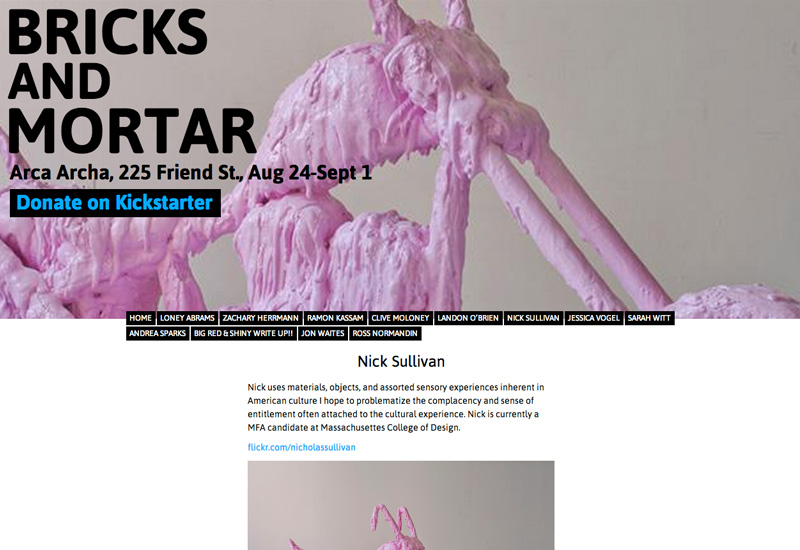 BRICKS
AND
MORTAR
Arca Archa, 225 Friend St., Aug 24-Sept 1
Donate on Kickstarter
HOME LONEY ABRAMS ZACHARY HERRMANN RAMON KASSAM CLIVE MOLONEY LANDON O'BRIEN NICK SULLIVAN JESSICA VOGEL SARAH WITT
ANDREA SPARKS BIG RED & SHINY WRITE UP!! JON WAITES ROSS NORMANDIN
Nick Sullivan
Nick uses materials, objects, and assorted sensory experiences inherent in
American culture I hope to problematize the complacency and sense of
entitlement often attached to the cultural experience. Nick is currently a
MFA candidate at Massachusettes College of Design.
flickr.com/nicholassullivan